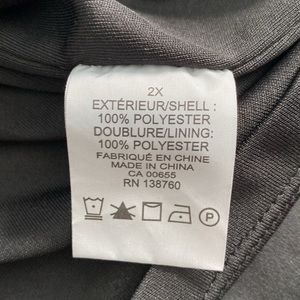 2X
EXTÉRIEUR/SHELL :
100% POLYESTER
DOUBLURE/LINING:
100% POLYESTER
FABRIQUÉ EN CHINE
MADE IN CHINA
CA 00655
RN 138760
P